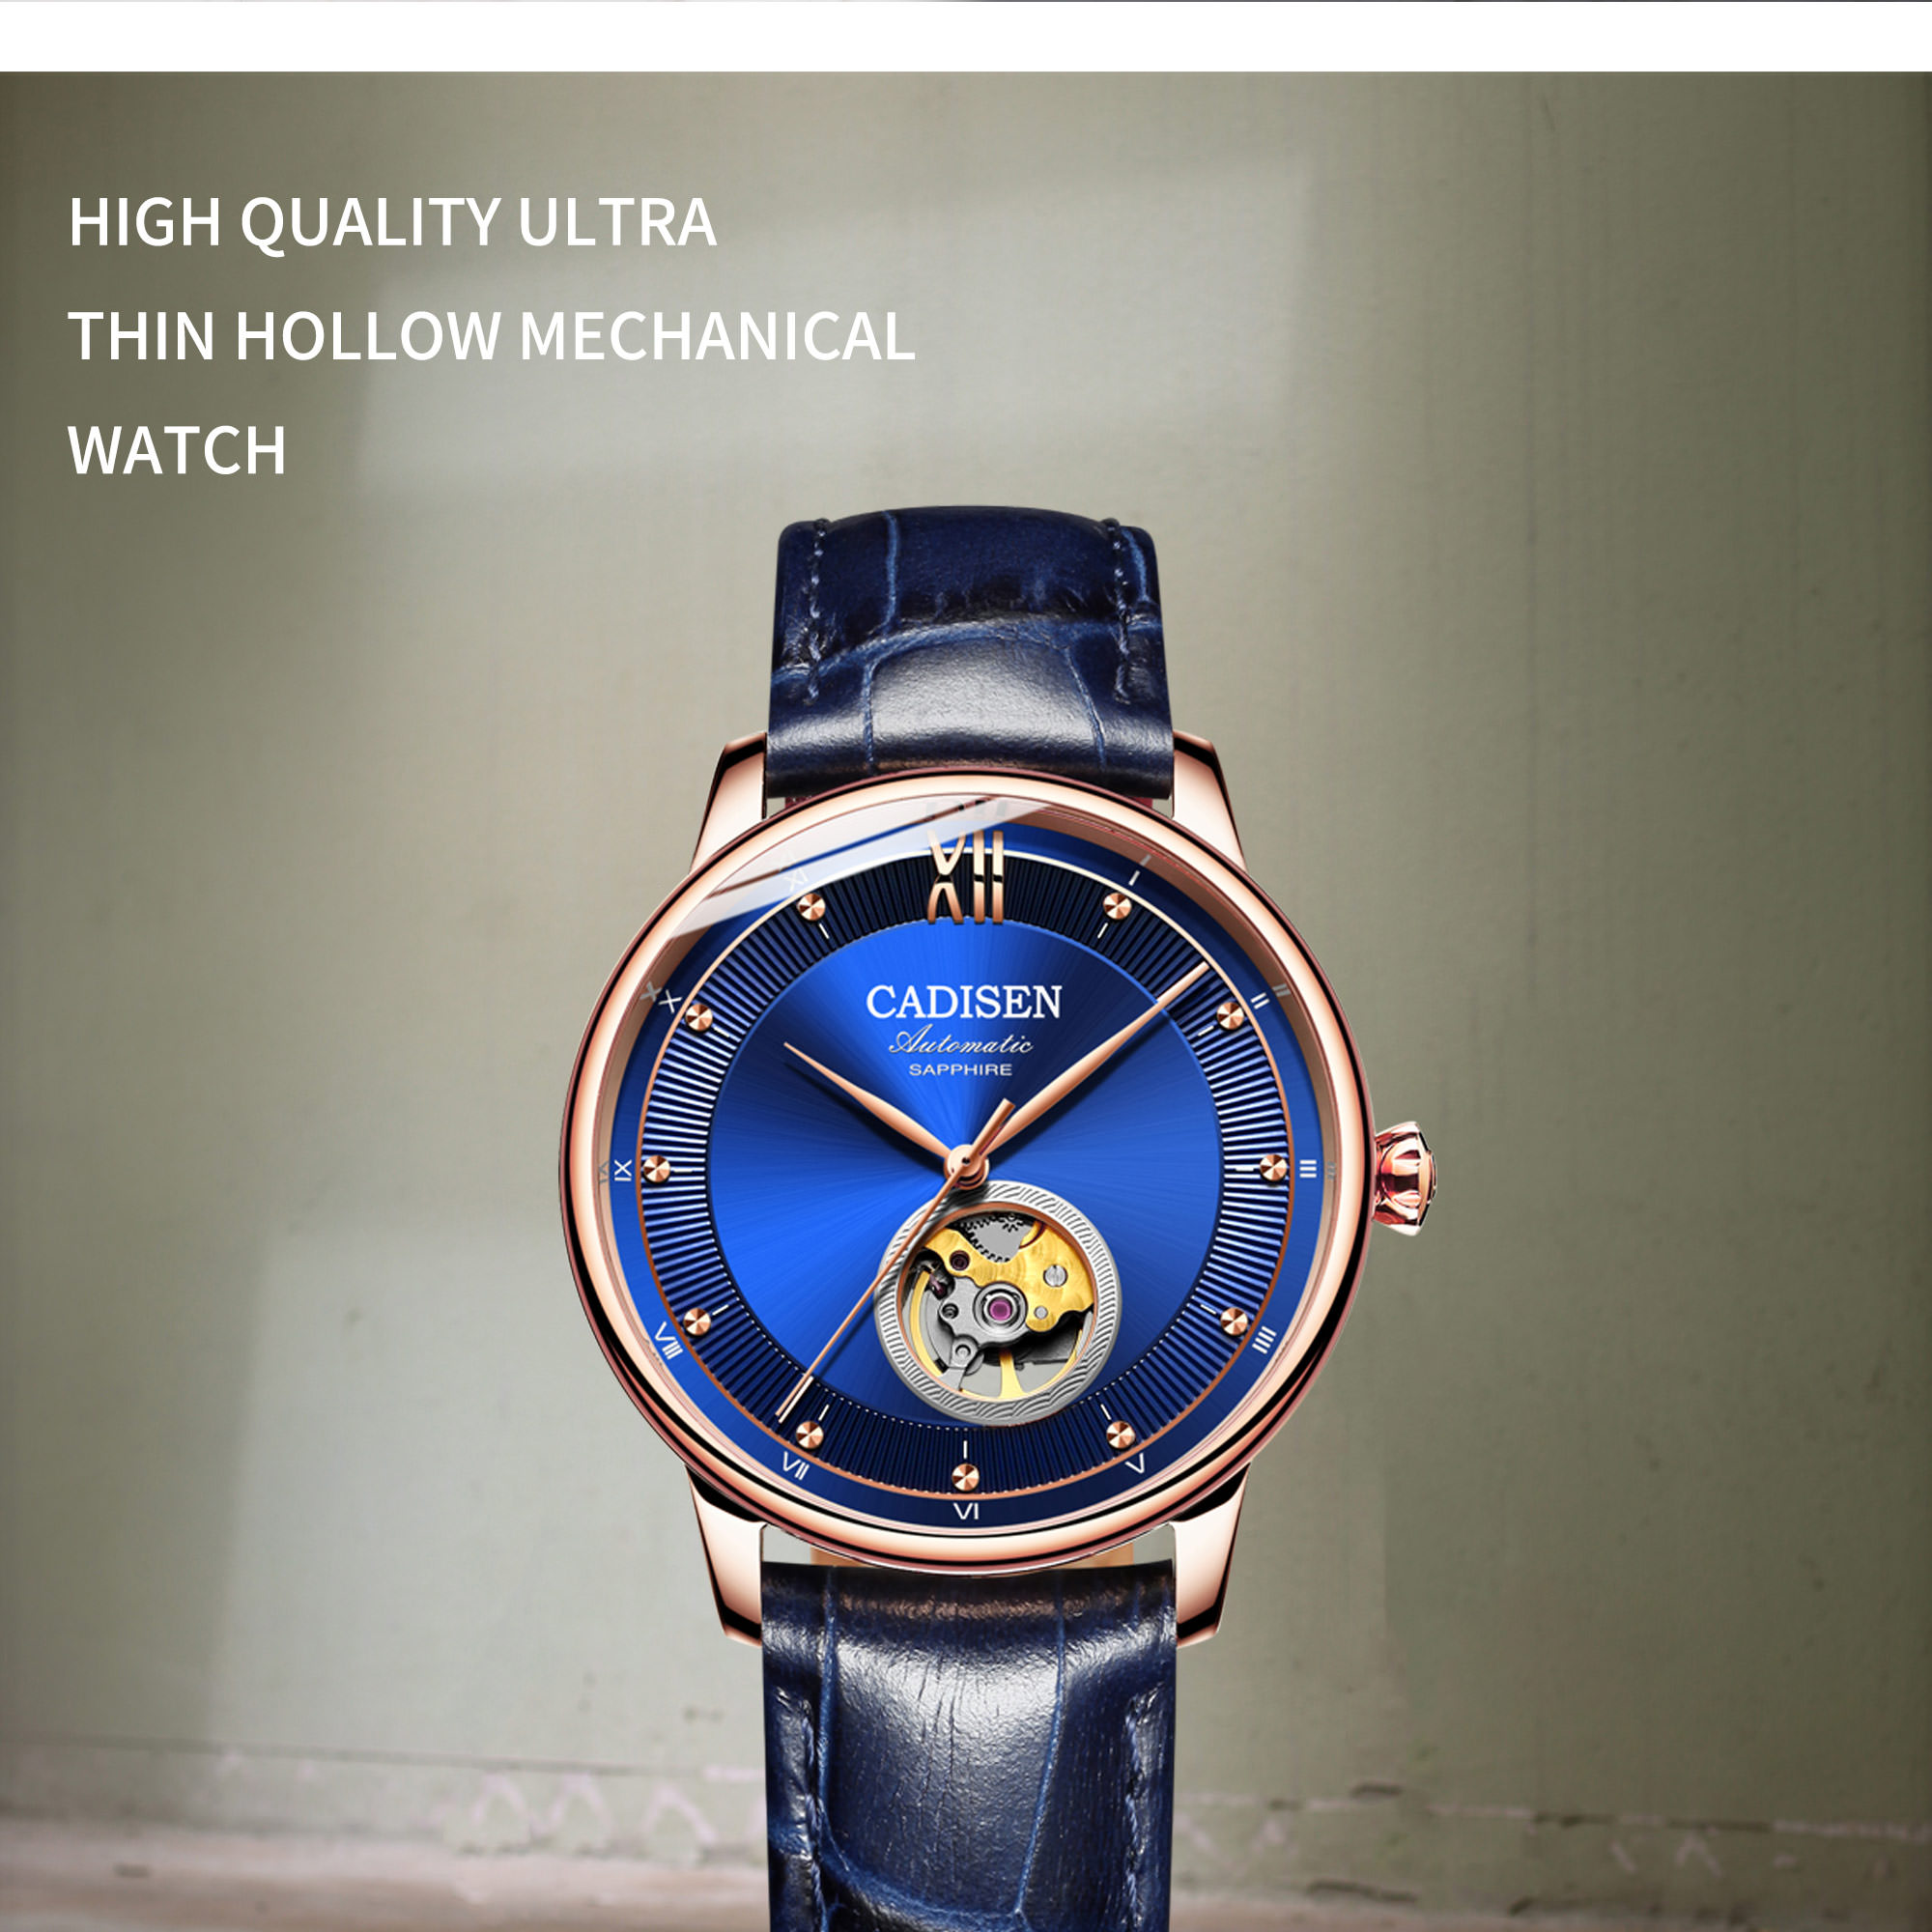 HIGH QUALITY ULTRA
THIN HOLLOW MECHANICAL
WATCH
XII
XI
I
X
II
CADISEN
Automatic
SAPPHIRE
IX
III
VIII
IIII
VII
V
VI